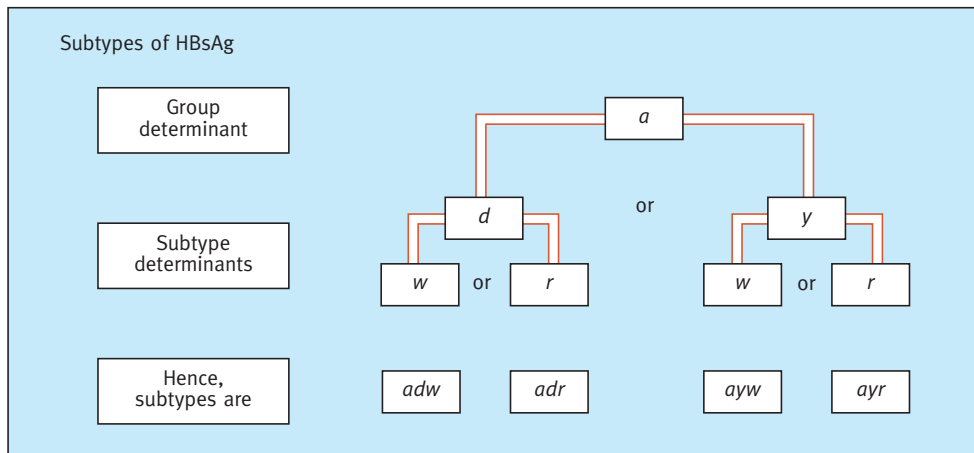 Subtypes of HBsAg
Group
determinant
a
d
or
y
Subtype
determinants
w or r
w or r
Hence,
subtypes are
adw
adr
ayw
ayr